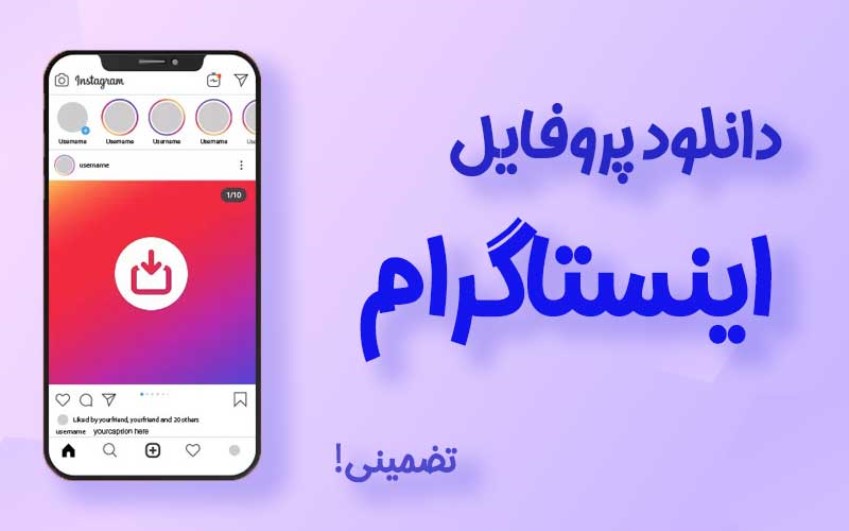 دانلود پروفایل
اینستاگرام
تضمینی!
Instagram
Username Username Username Username
username
1/10
Liked by yourfriend, yourfriend and 20 others
username yourcaption here